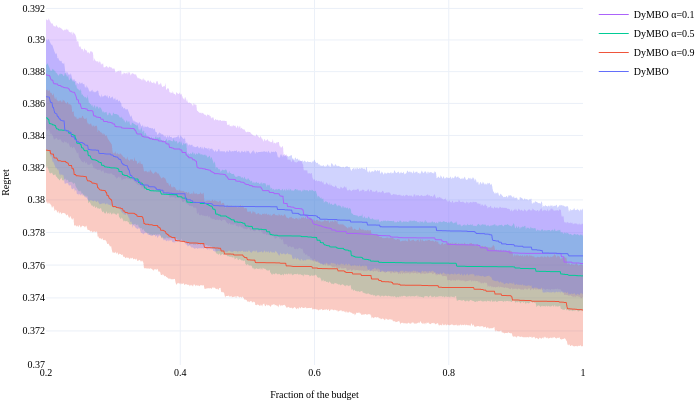 0.392
0.39
0.388
0.386
0.384
0.382
0.38
0.378
0.376
0.374
0.372
0.37
Regret
0.2
0.4
0.6
0.8
1
Fraction of the budget
DyMBO α=0.1
DyMBO α=0.5
DyMBO α=0.9
DyMBO